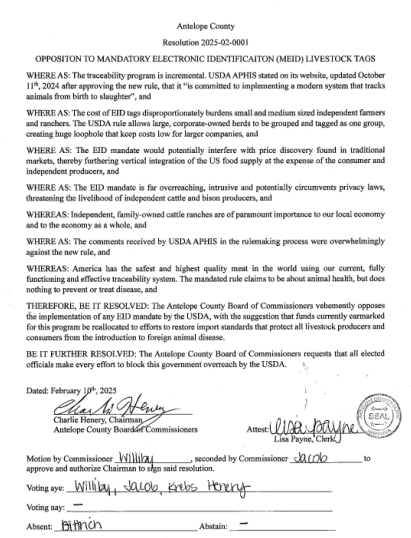 Antelope County
Resolution 2025-02-0001
OPPOSITON TO MANDATORY ELECTRONIC IDENTIFICAITON (MEID) LIVESTOCK TAGS
WHERE AS: The traceability program is incremental. USDA APHIS stated on its website, updated October
11th, 2024 after approving the new rule, that it “is committed to implementing a modern system that tracks
animals from birth to slaughter”, and
WHERE AS: The cost of EID tags disproportionately burdens small and medium sized independent farmers
and ranchers. The USDA rule allows large, corporate-owned herds to be grouped and tagged as one group,
creating huge loophole that keeps costs low for larger companies, and
WHERE AS: The EID mandate would potentially interfere with price discovery found in traditional
markets, thereby furthering vertical integration of the US food supply at the expense of the consumer and
independent producers, and
WHERE AS: The EID mandate is far overreaching, intrusive and potentially circumvents privacy laws,
threatening the livelihood of independent cattle and bison producers, and
WHEREAS: Independent, family-owned cattle ranches are of paramount importance to our local economy
and to the economy as a whole, and
WHERE AS: The comments received by USDA APHIS in the rulemaking process were overwhelmingly
against the new rule, and
WHEREAS: America has the safest and highest quality meat in the world using our current, fully
functioning and effective traceability system. The mandated rule claims to be about animal health, but does
nothing to prevent or treat disease, and
THEREFORE, BE IT RESOLVED: The Antelope County Board of Commissioners vehemently opposes
the implementation of any EID mandate by the USDA, with the suggestion that funds currently earmarked
for this program be reallocated to efforts to restore import standards that protect all livestock producers and
consumers from the introduction to foreign animal disease.
BE IT FURTHER RESOLVED: The Antelope County Board of Commissioners requests that all elected
officials make every effort to block this government overreach by the USDA.
Dated: February 10th, 2025
Charlie Henery
Charlie Henery, Chairman
Antelope County Board of Commissioners
Attest: Lisa Payne
Lisa Payne, Clerk
SEAL
Motion by Commissioner Williby, seconded by Commissioner Jacob to
approve and authorize Chairman to sign said resolution.
Voting aye: Williby, Jacob, Krebs Henery
Voting nay: —
Absent: Bittrich Abstain: —